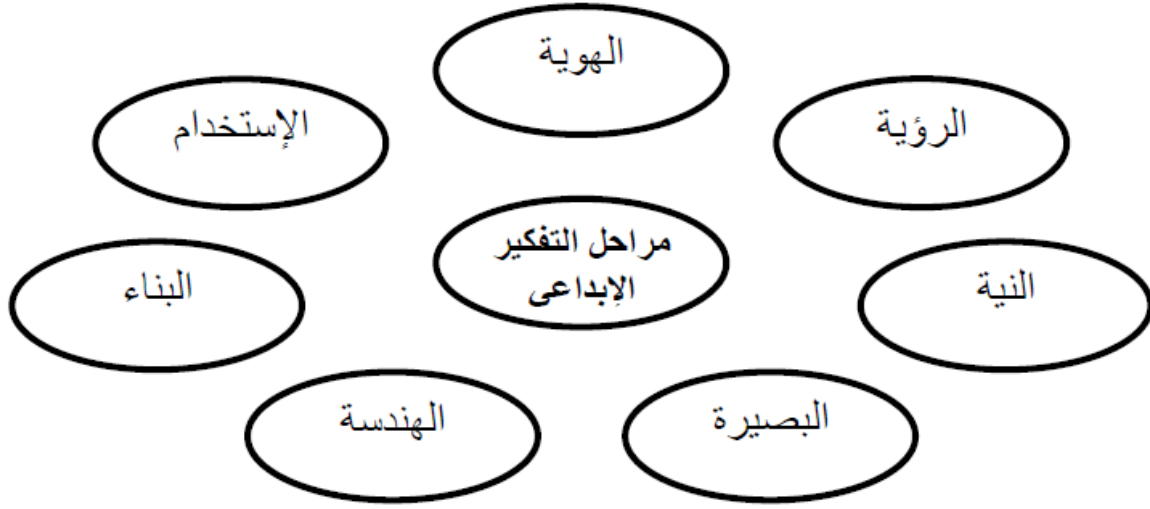 الهوية
الرؤية
الإستخدام
مراحل التفكير
الإبداعى
النية
البناء
البصيرة
الهندسة